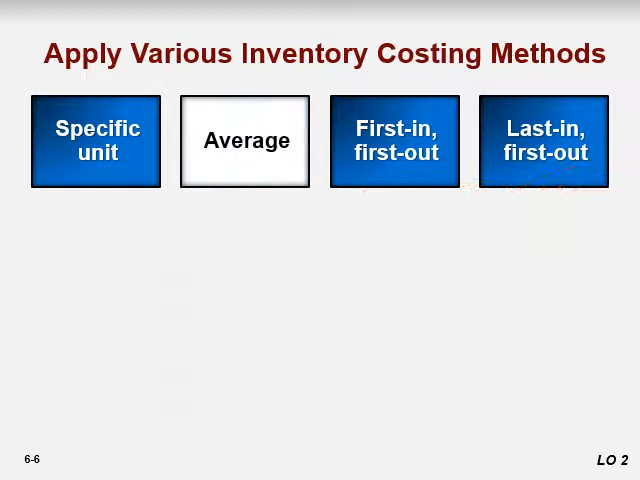 Apply Various Inventory Costing Methods
Specific
unit
Average
First-in,
first-out
Last-in,
first-out
6-6
LO 2